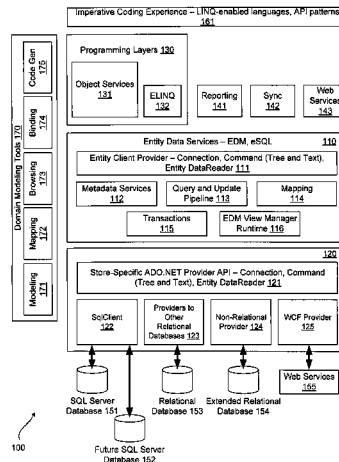 Imperative Coding Experience – LINQ-enabled languages, API patterns
161
Programming Layers 130
Object Services
131
ELINQ
132
Reporting
141
Sync
142
Web
Services
143
Domain Modeling Tools 170
Code Gen
175
Binding
174
Browsing
173
Mapping
172
Modeling
171
Entity Data Services – EDM, eSQL
110
Entity Client Provider – Connection, Command (Tree and Text),
Entity DataReader 111
Metadata Services
112
Query and Update
Pipeline 113
Mapping
114
Transactions
115
EDM View Manager
Runtime 116
120
Store-Specific ADO.NET Provider API – Connection, Command
(Tree and Text), Entity DataReader 121
SqlClient
122
Providers to
Other
Relational
Databases 123
Non-Relational
Provider 124
WCF Provider
125
SQL Server
Database 151
Relational
Database 153
Extended Relational
Database 154
Web Services
155
Future SQL Server
Database 152
100